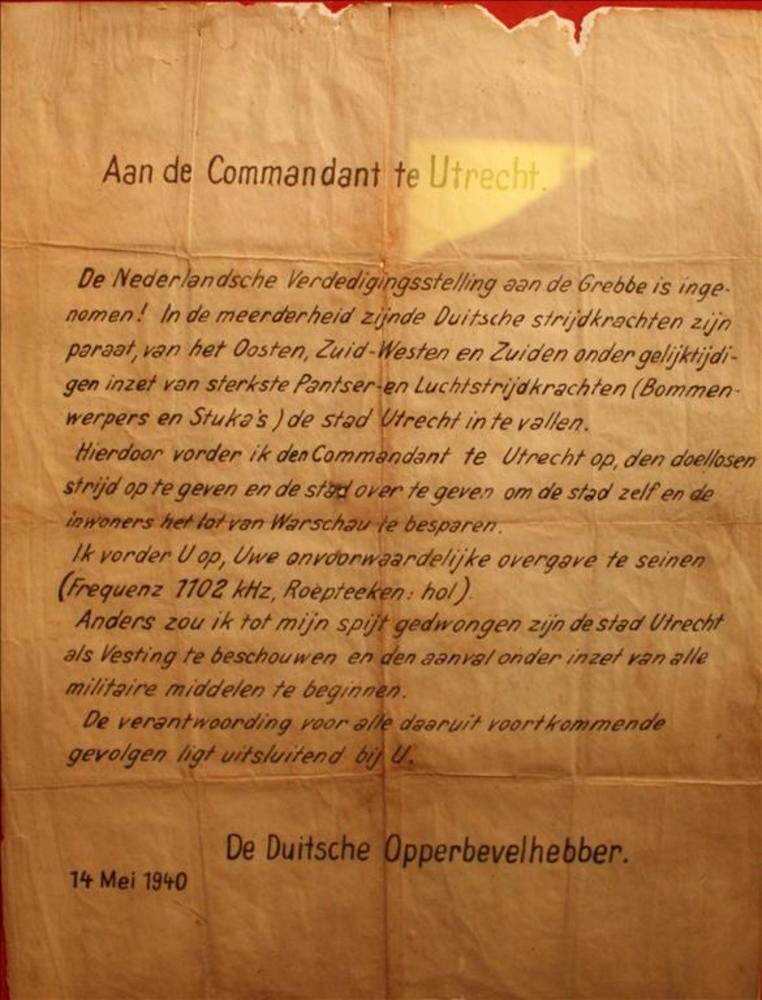 Aan de Commandant te Utrecht.
De Nederlandsche Verdedigingsstelling aan de Grebbe is inge-
nomen! In de meerderheid zijnde Duitsche strijdkrachten zijn
paraat, van het Oosten, Zuid-Westen en Zuiden onder gelijktijdi-
gen inzet van sterkste Pantser-en Luchtstrijdkrachten (Bommen-
werpers en Stuka's) de stad Utrecht in te vallen.
Hierdoor vorder ik den Commandant te Utrecht op, den doellosen
strijd op te geven en de stad over te geven om de stad zelf en de
inwoners het lot van Warschau te besparen.
Ik vorder U op, Uwe onvoorwaardelijke overgave te seinen
(Frequenz 1102 kHz, Roepteeken: hol).
Anders zou ik tot mijn spijt gedwongen zijn de stad Utrecht
als Vesting te beschouwen en den aanval onder inzet van alle
militaire middelen te beginnen.
De verantwoording voor alle daaruit voortkommende
gevolgen ligt uitsluitend bij U.
De Duitsche Opperbevelhebber.
14 Mei 1940